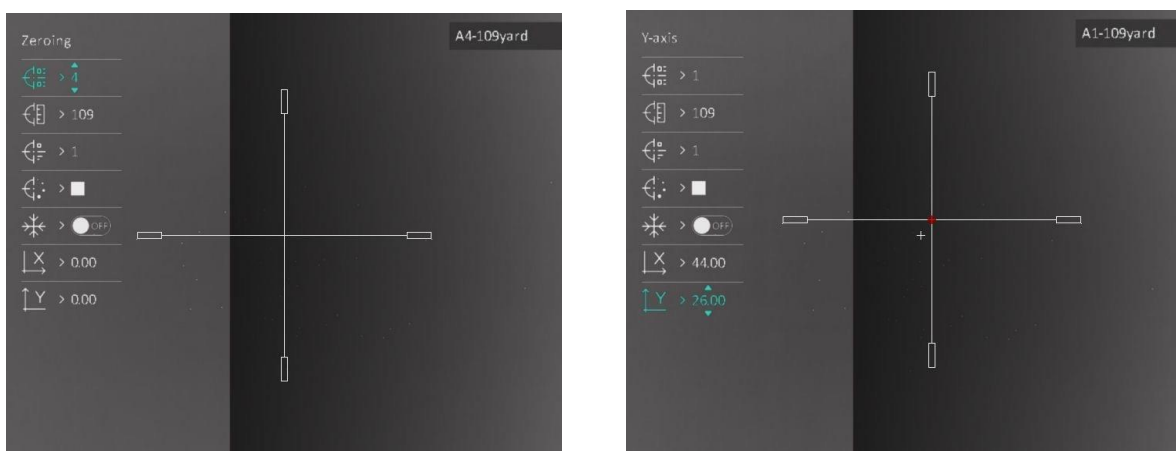 Zeroing
A4-109yard
> 4
> 109
> 1
>
> OFF
X > 0.00
Y > 0.00
Y-axis
A1-109yard
> 1
> 109
> 1
>
> OFF
X > 44.00
Y > 26.00